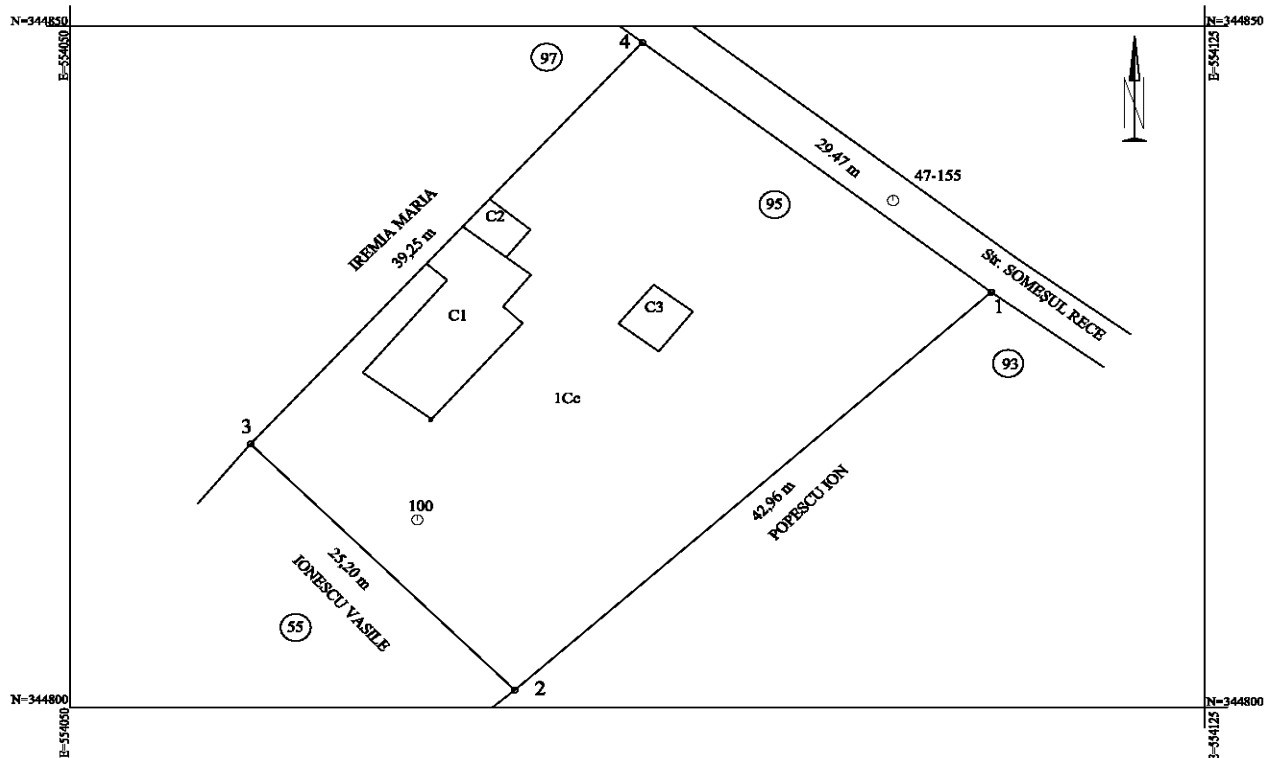 N=344850
N=344850
E=554050
E=554125
4
97
N
29.47 m
47-155
95
Str. SOMEŞUL RECE
IREMIA MARIA
39,25 m
C2
C1
C3
1
93
1Cc
3
100
42,96 m
POPESCU ION
25,20 m
IONESCU VASILE
55
2
N=344800
N=344800
E=554050
E=554125